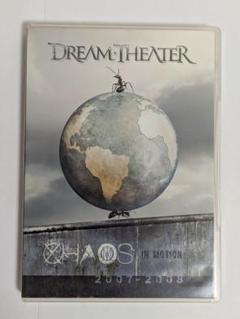 DREAM·THEATER
CHAOS IN MOTION
2007-2008